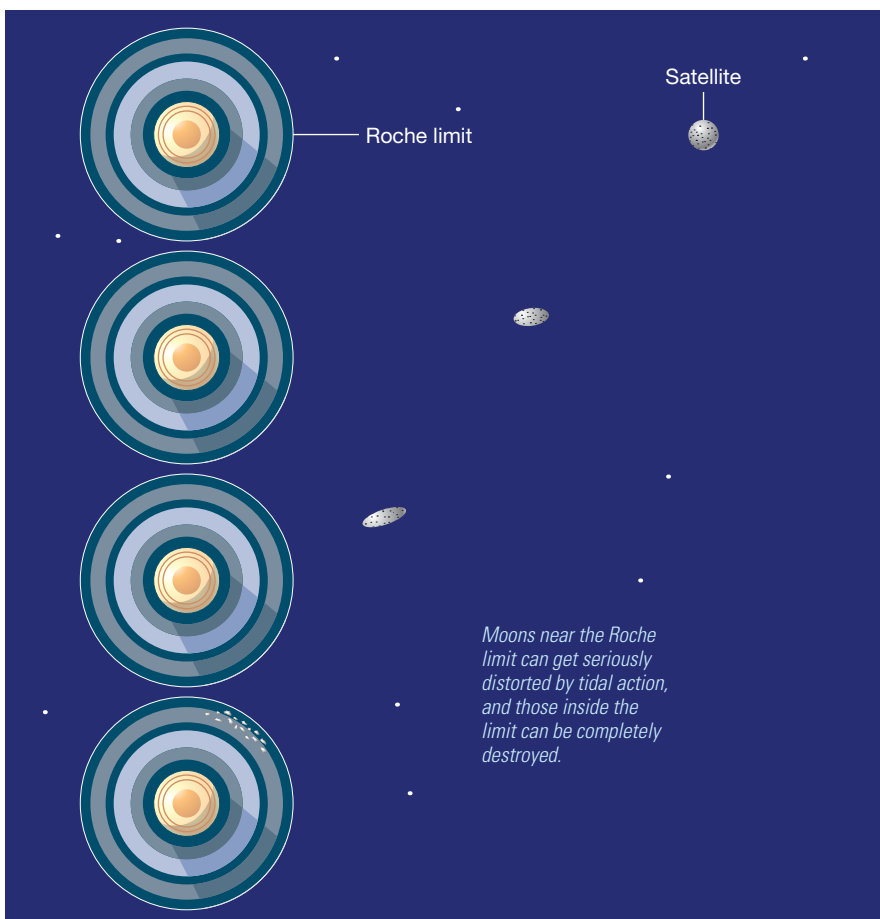 Satellite
Roche limit
Moons near the Roche
limit can get seriously
distorted by tidal action,
and those inside the
limit can be completely
destroyed.